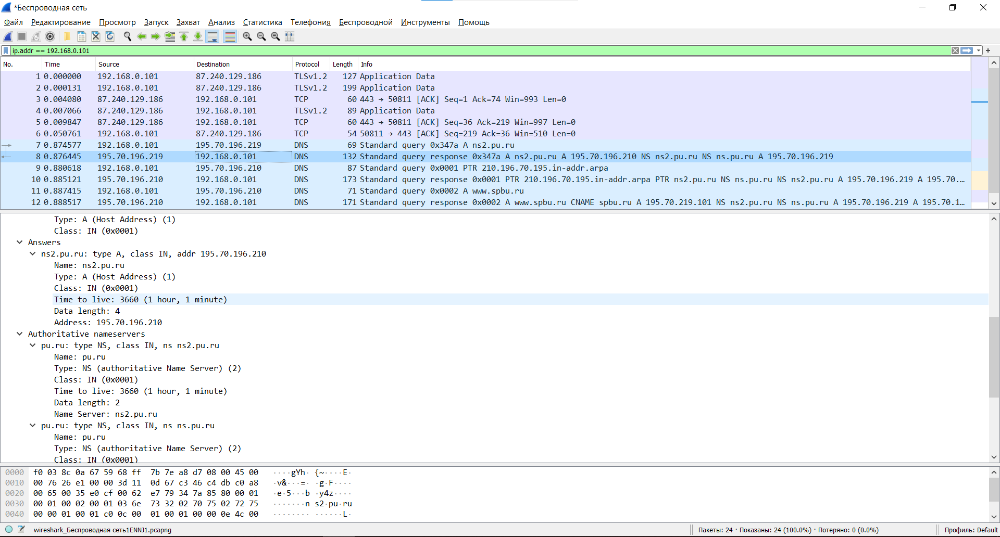 *Беспроводная сеть
Файл Редактирование Просмотр Запуск Захват Анализ Статистика Телефония Беспроводной Инструменты Помощь
ip.addr == 192.168.0.101
No. Time Source Destination Protocol Length Info
1 0.000000 192.168.0.101 87.240.129.186 TLSv1.2 127 Application Data
2 0.000131 192.168.0.101 87.240.129.186 TLSv1.2 199 Application Data
3 0.004080 87.240.129.186 192.168.0.101 TCP 60 443 → 50811 [ACK] Seq=1 Ack=74 Win=993 Len=0
4 0.007066 87.240.129.186 192.168.0.101 TLSv1.2 89 Application Data
5 0.009847 87.240.129.186 192.168.0.101 TCP 60 443 → 50811 [ACK] Seq=36 Ack=219 Win=997 Len=0
6 0.050761 192.168.0.101 87.240.129.186 TCP 54 50811 → 443 [ACK] Seq=219 Ack=36 Win=510 Len=0
7 0.874577 192.168.0.101 195.70.196.219 DNS 69 Standard query 0x347a A ns2.pu.ru
8 0.876445 195.70.196.219 192.168.0.101 DNS 132 Standard query response 0x347a A ns2.pu.ru A 195.70.196.210 NS ns2.pu.ru NS ns.pu.ru A 195.70.196.219
9 0.880618 192.168.0.101 195.70.196.210 DNS 87 Standard query 0x0001 PTR 210.196.70.195.in-addr.arpa
10 0.885121 195.70.196.210 192.168.0.101 DNS 173 Standard query response 0x0001 PTR 210.196.70.195.in-addr.arpa PTR ns2.pu.ru NS ns.pu.ru NS ns2.pu.ru A 195.70.196.219 A 195.70.…
11 0.887415 192.168.0.101 195.70.196.210 DNS 71 Standard query 0x0002 A www.spbu.ru
12 0.888517 195.70.196.210 192.168.0.101 DNS 171 Standard query response 0x0002 A www.spbu.ru CNAME spbu.ru A 195.70.219.101 NS ns2.pu.ru NS ns.pu.ru A 195.70.196.219 A 195.70.1…
Type: A (Host Address) (1)
Class: IN (0x0001)
Answers
ns2.pu.ru: type A, class IN, addr 195.70.196.210
Name: ns2.pu.ru
Type: A (Host Address) (1)
Class: IN (0x0001)
Time to live: 3660 (1 hour, 1 minute)
Data length: 4
Address: 195.70.196.210
Authoritative nameservers
pu.ru: type NS, class IN, ns ns2.pu.ru
Name: pu.ru
Type: NS (authoritative Name Server) (2)
Class: IN (0x0001)
Time to live: 3660 (1 hour, 1 minute)
Data length: 2
Name Server: ns2.pu.ru
pu.ru: type NS, class IN, ns ns.pu.ru
Name: pu.ru
Type: NS (authoritative Name Server) (2)
Class: IN (0x0001)
0000 f0 03 8c 0a 67 59 68 ff 7b 7e a8 d7 08 00 45 00 ····gYh· {~····E·
0010 00 76 26 e1 00 00 3d 11 0d 67 c3 46 c4 db c0 a8 ·v&···=· ·g·F····
0020 00 65 00 35 e0 cf 00 62 e7 79 34 7a 85 80 00 01 ·e·5···b ·y4z····
0030 00 01 00 02 00 01 03 6e 73 32 02 70 75 02 72 75 ·······n s2·pu·ru
0040 00 00 01 00 01 c0 0c 00 01 00 01 00 00 0e 4c 00 ········ ······L·
wireshark_Беспроводная сеть1ENNJ1.pcapng
Пакеты: 24 · Показаны: 24 (100.0%) · Потеряно: 0 (0.0%)
Профиль: Default